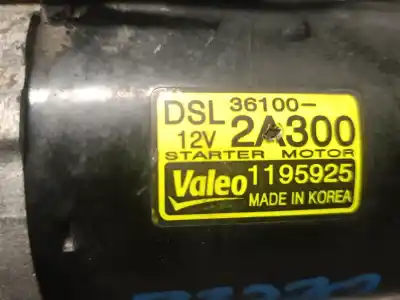 DSL 36100-
12V 2A300
STARTER MOTOR
Valeo 1195925
MADE IN KOREA